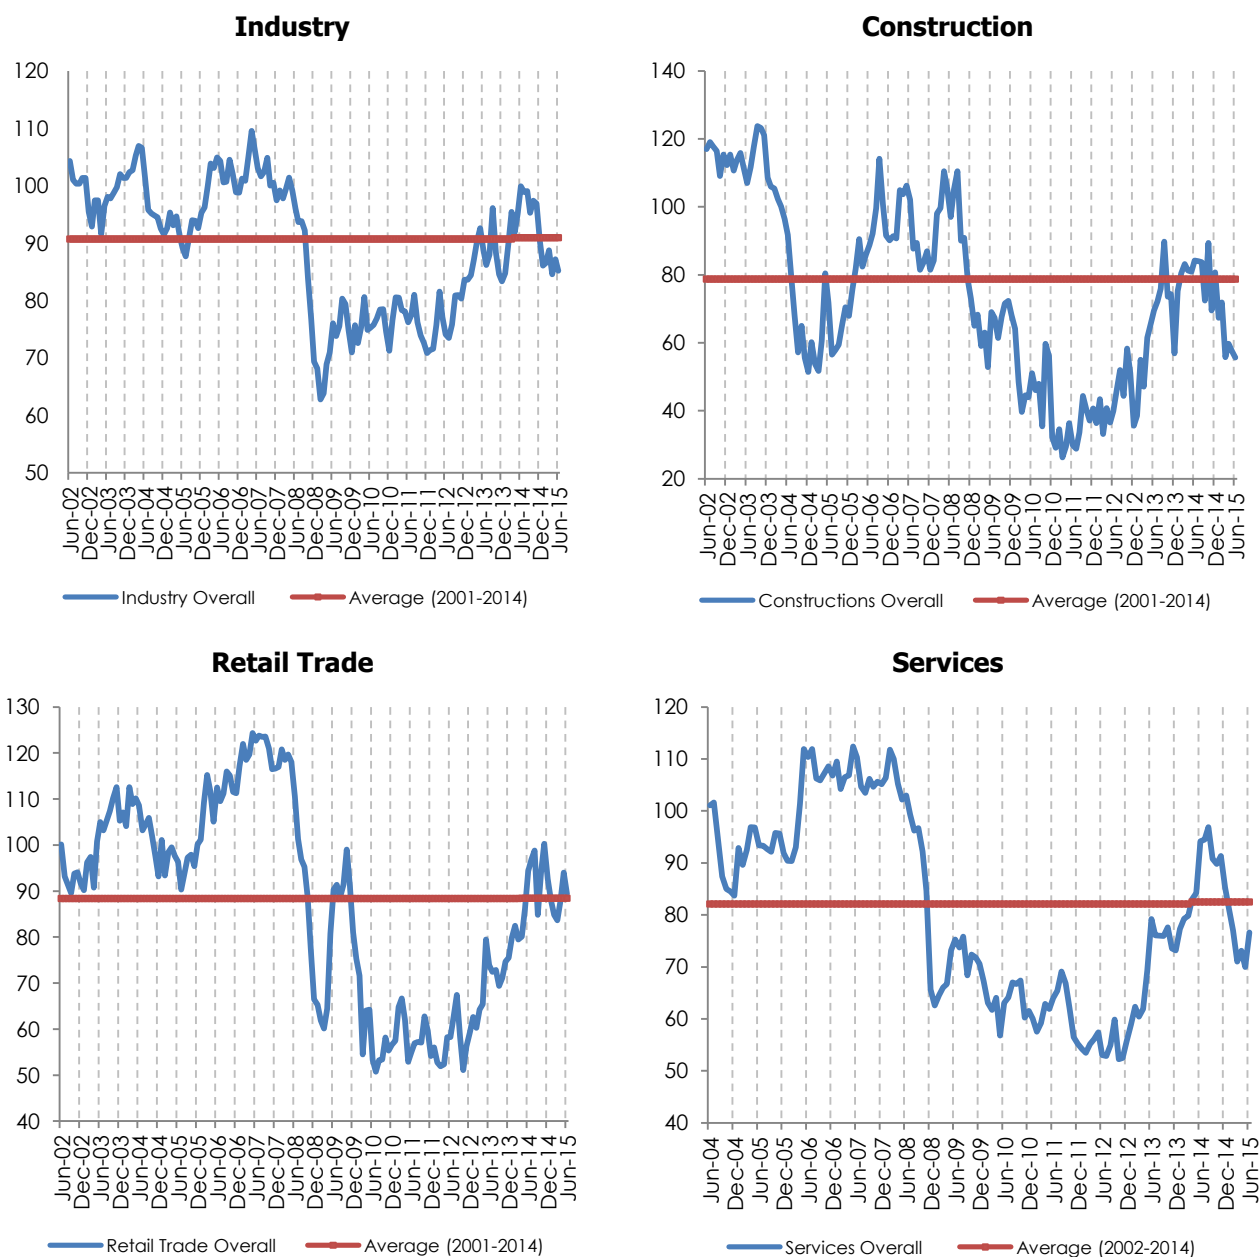 Industry
120
110
100
90
80
70
60
50
Jun-02
Dec-02
Jun-03
Dec-03
Jun-04
Dec-04
Jun-05
Dec-05
Jun-06
Dec-06
Jun-07
Dec-07
Jun-08
Dec-08
Jun-09
Dec-09
Jun-10
Dec-10
Jun-11
Dec-11
Jun-12
Dec-12
Jun-13
Dec-13
Jun-14
Dec-14
Jun-15
Industry Overall
Average (2001-2014)
Construction
140
120
100
80
60
40
20
Jun-02
Dec-02
Jun-03
Dec-03
Jun-04
Dec-04
Jun-05
Dec-05
Jun-06
Dec-06
Jun-07
Dec-07
Jun-08
Dec-08
Jun-09
Dec-09
Jun-10
Dec-10
Jun-11
Dec-11
Jun-12
Dec-12
Jun-13
Dec-13
Jun-14
Dec-14
Jun-15
Constructions Overall
Average (2001-2014)
Retail Trade
130
120
110
100
90
80
70
60
50
40
Jun-02
Dec-02
Jun-03
Dec-03
Jun-04
Dec-04
Jun-05
Dec-05
Jun-06
Dec-06
Jun-07
Dec-07
Jun-08
Dec-08
Jun-09
Dec-09
Jun-10
Dec-10
Jun-11
Dec-11
Jun-12
Dec-12
Jun-13
Dec-13
Jun-14
Dec-14
Jun-15
Retail Trade Overall
Average (2001-2014)
Services
120
110
100
90
80
70
60
50
40
Jun-04
Dec-04
Jun-05
Dec-05
Jun-06
Dec-06
Jun-07
Dec-07
Jun-08
Dec-08
Jun-09
Dec-09
Jun-10
Dec-10
Jun-11
Dec-11
Jun-12
Dec-12
Jun-13
Dec-13
Jun-14
Dec-14
Jun-15
Services Overall
Average (2002-2014)